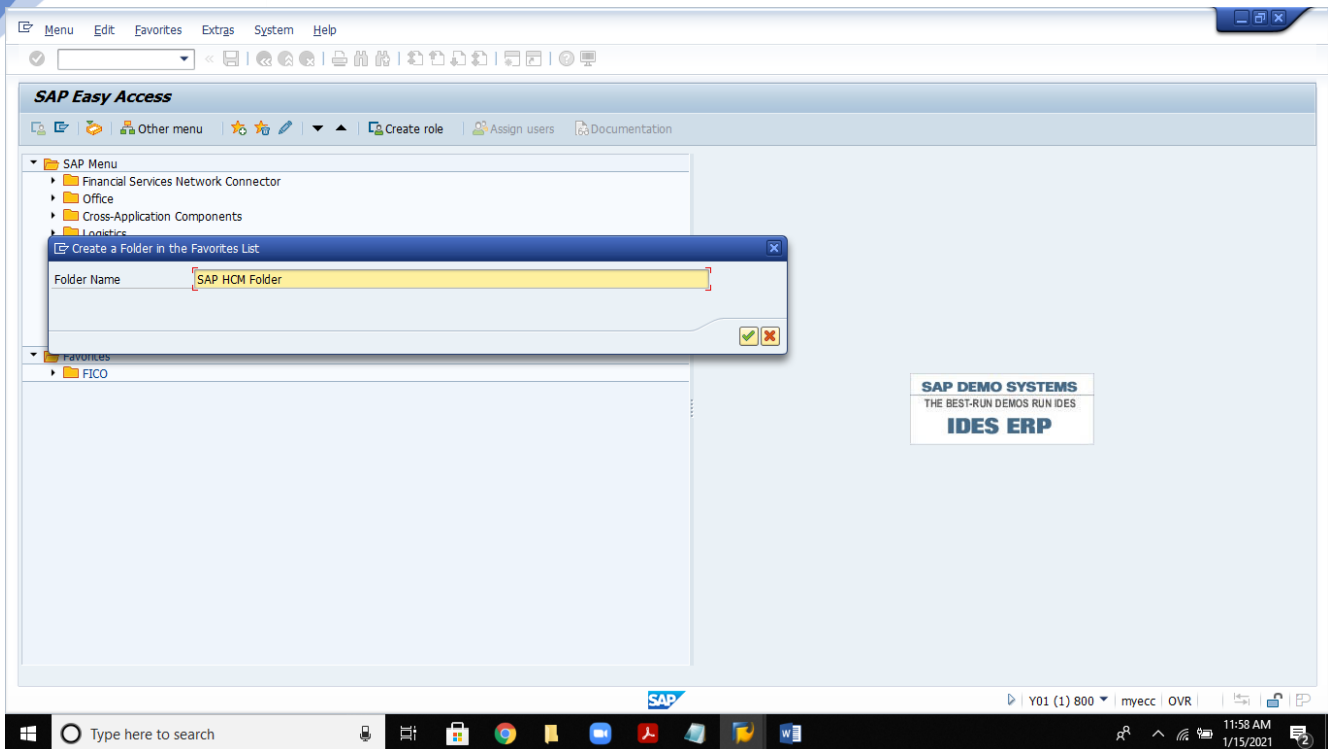 Menu Edit Favorites Extras System Help
SAP Easy Access
Other menu Create role Assign users Documentation
SAP Menu
Financial Services Network Connector
Office
Cross-Application Components
Logistics
Create a Folder in the Favorites List
Folder Name SAP HCM Folder
Favorites
FICO
SAP DEMO SYSTEMS
THE BEST-RUN DEMOS RUN IDES
IDES ERP
SAP
Y01 (1) 800 myecc OVR
Type here to search
11:58 AM
1/15/2021
2